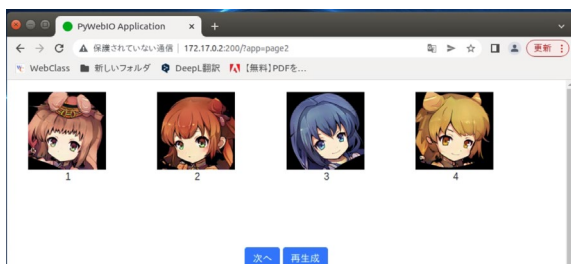 PyWebIO Application
保護されていない通信 | 172.17.0.2:200/?app=page2
更新
WebClass 新しいフォルダ DeepL翻訳 【無料】PDFを...
1 2 3 4
次へ 再生成